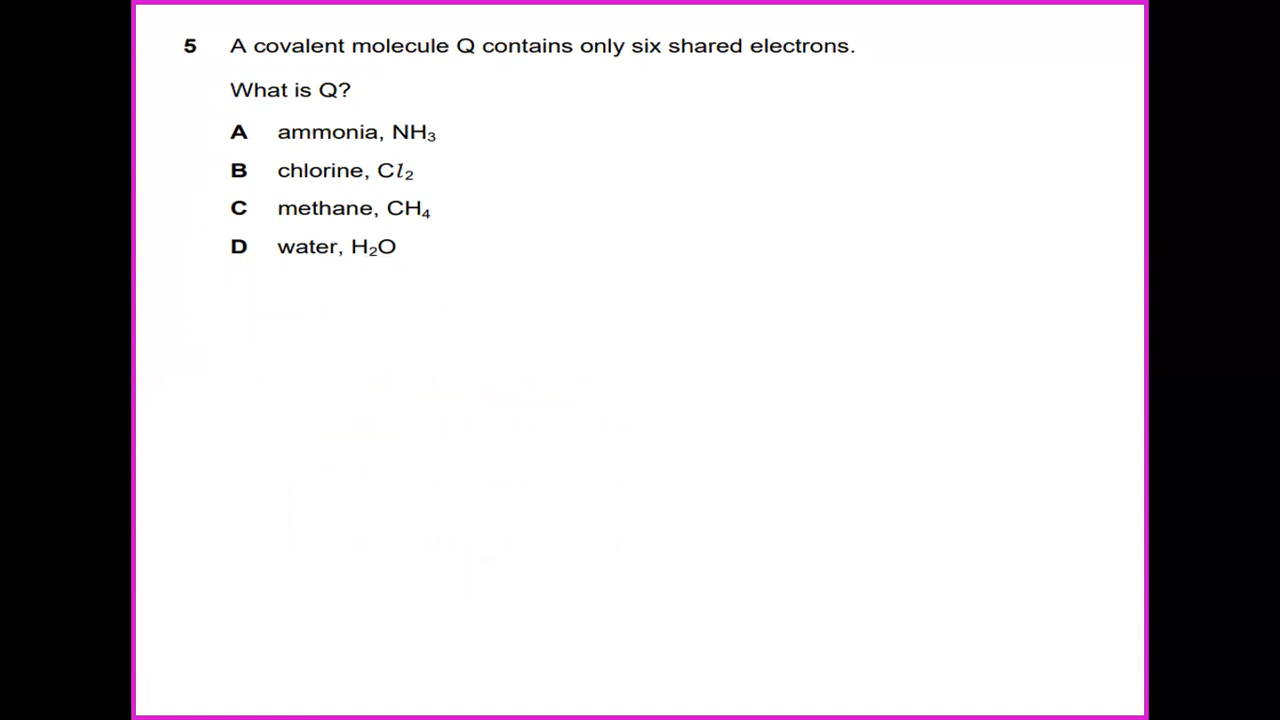 5 A covalent molecule Q contains only six shared electrons.
What is Q?
A ammonia, NH₃
B chlorine, Cl₂
C methane, CH₄
D water, H₂O